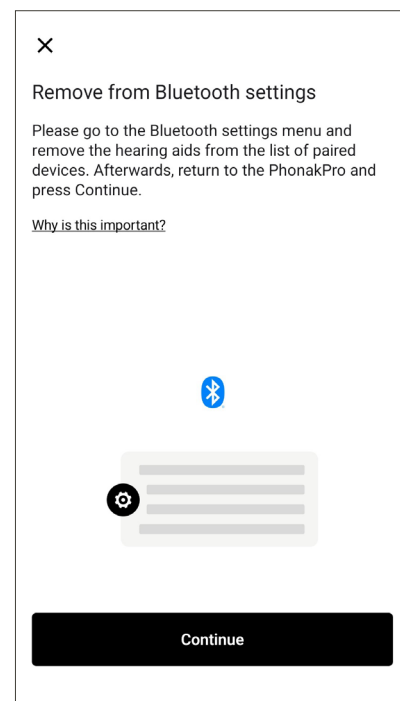 Remove from Bluetooth settings
Please go to the Bluetooth settings menu and
remove the hearing aids from the list of paired
devices. Afterwards, return to the PhonakPro and
press Continue.
Why is this important?
Continue